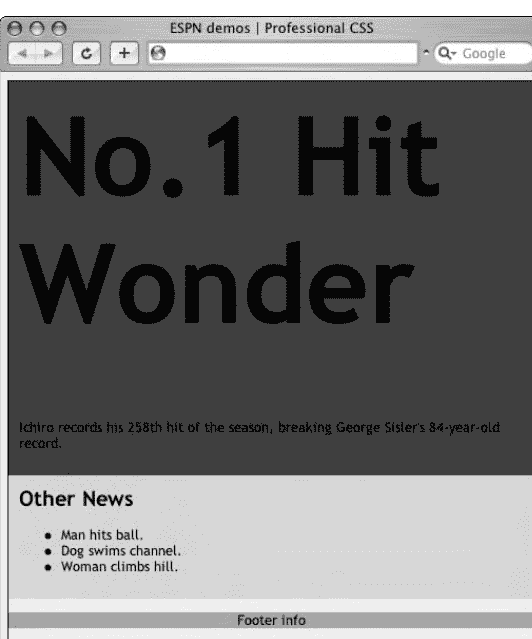 ESPN demos | Professional CSS
Google
No.1 Hit
Wonder
Ichiro records his 258th hit of the season, breaking George Sisler's 84-year-old
record.
Other News
• Man hits ball.
• Dog swims channel.
• Woman climbs hill.
Footer info